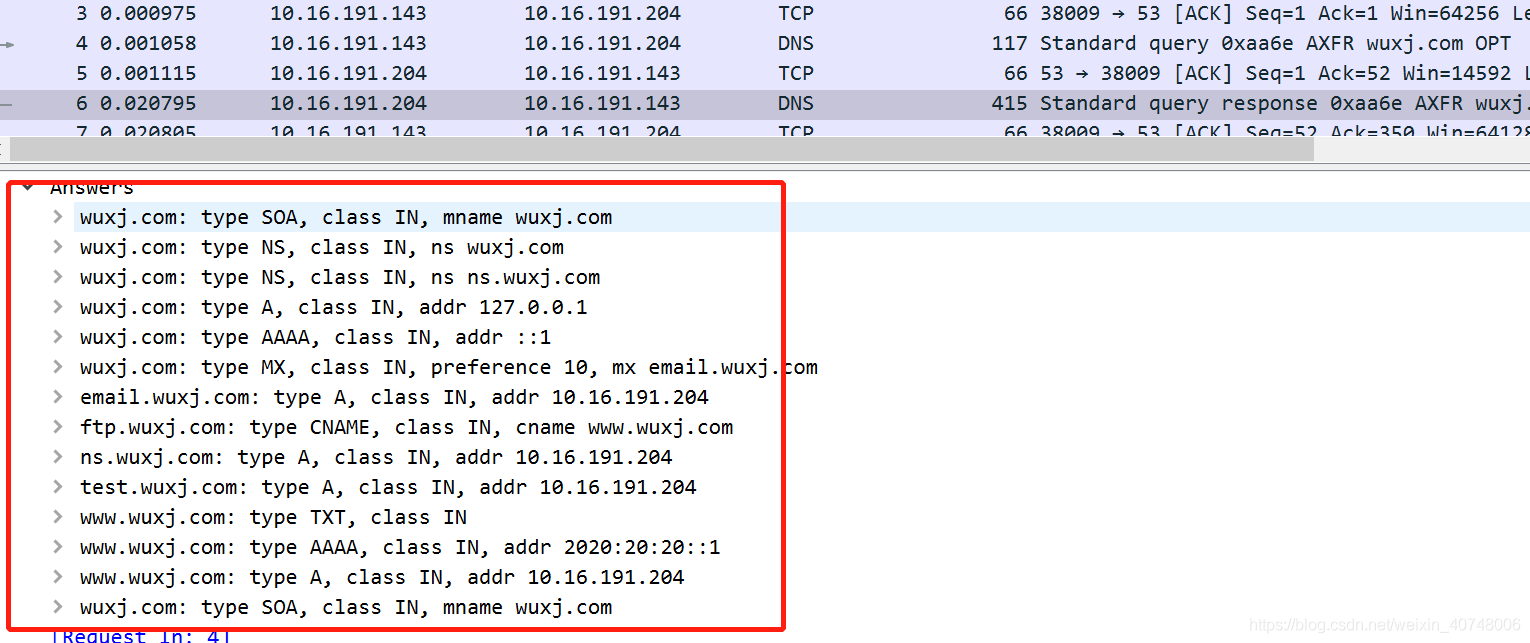 3 0.000975 10.16.191.143 10.16.191.204 TCP 66 38009 → 53 [ACK] Seq=1 Ack=1 Win=64256
4 0.001058 10.16.191.143 10.16.191.204 DNS 117 Standard query 0xaa6e AXFR wuxj.com OPT
5 0.001115 10.16.191.204 10.16.191.143 TCP 66 53 → 38009 [ACK] Seq=1 Ack=52 Win=14592
6 0.020795 10.16.191.204 10.16.191.143 DNS 415 Standard query response 0xaa6e AXFR wuxj.
7 0.020805 10.16.191.143 10.16.191.204 TCP 66 38009 → 53 [ACK] Seq=52 Ack=350 Win=64128
Answers
wuxj.com: type SOA, class IN, mname wuxj.com
wuxj.com: type NS, class IN, ns wuxj.com
wuxj.com: type NS, class IN, ns ns.wuxj.com
wuxj.com: type A, class IN, addr 127.0.0.1
wuxj.com: type AAAA, class IN, addr ::1
wuxj.com: type MX, class IN, preference 10, mx email.wuxj.com
email.wuxj.com: type A, class IN, addr 10.16.191.204
ftp.wuxj.com: type CNAME, class IN, cname www.wuxj.com
ns.wuxj.com: type A, class IN, addr 10.16.191.204
test.wuxj.com: type A, class IN, addr 10.16.191.204
www.wuxj.com: type TXT, class IN
www.wuxj.com: type AAAA, class IN, addr 2020:20:20::1
www.wuxj.com: type A, class IN, addr 10.16.191.204
wuxj.com: type SOA, class IN, mname wuxj.com
[Request In: 4]
https://blog.csdn.net/weixin_40748006